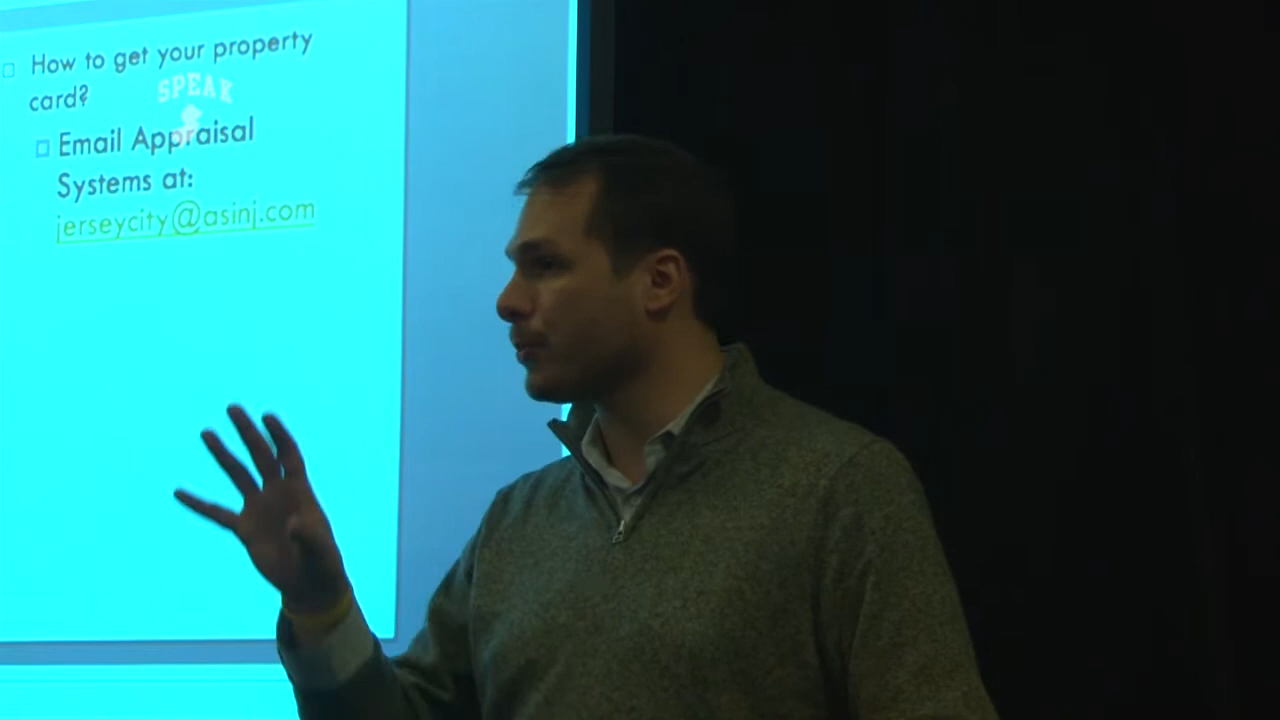 How to get your property
card?
SPEAK
Email Appraisal
Systems at:
jerseycity@asinj.com